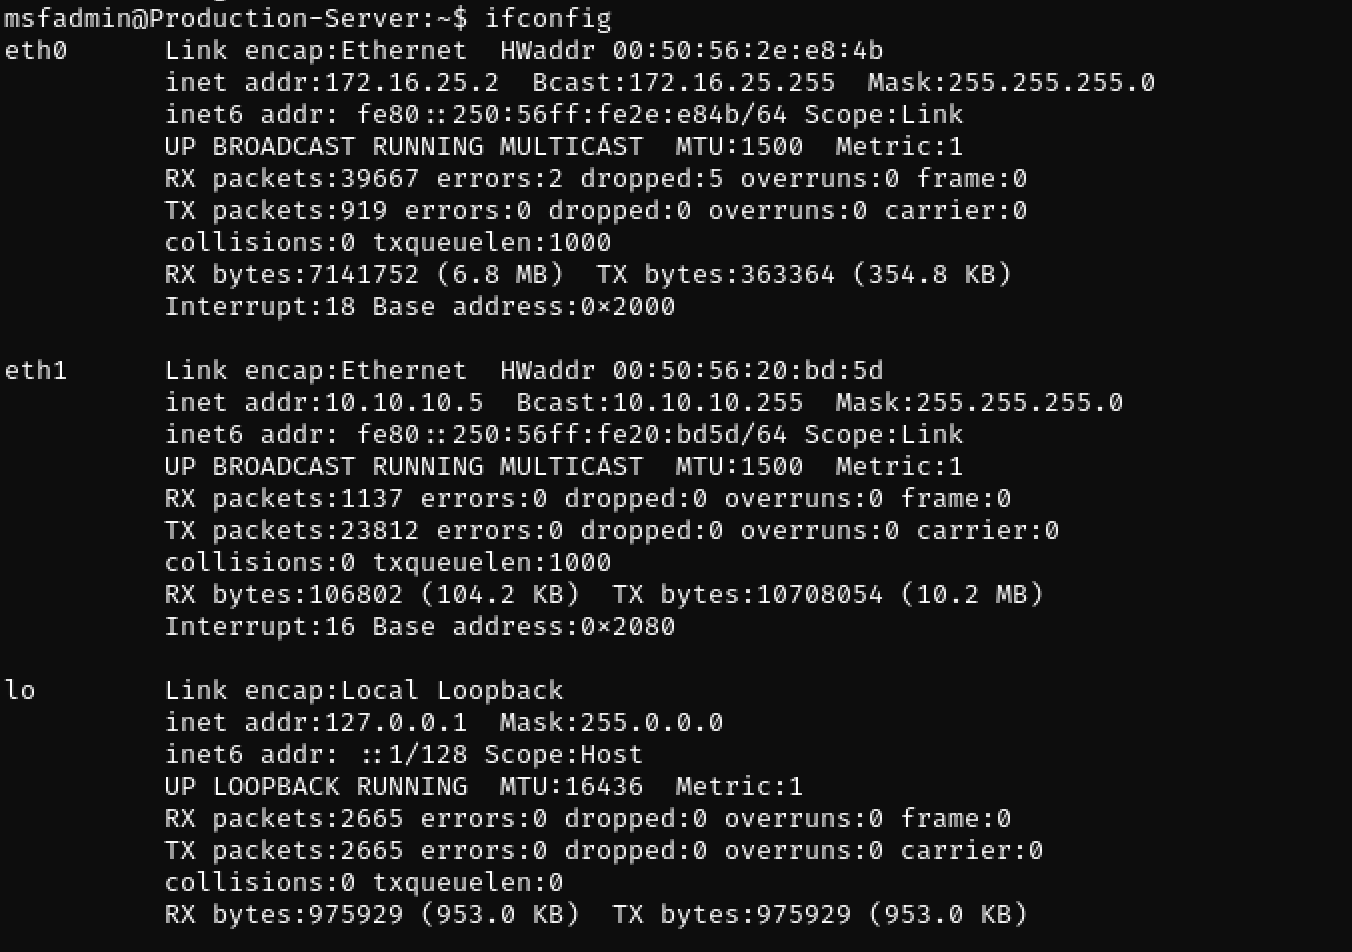 msfadmin@Production-Server:~$ ifconfig
eth0      Link encap:Ethernet  HWaddr 00:50:56:2e:e8:4b
          inet addr:172.16.25.2  Bcast:172.16.25.255  Mask:255.255.255.0
          inet6 addr: fe80::250:56ff:fe2e:e84b/64 Scope:Link
          UP BROADCAST RUNNING MULTICAST  MTU:1500  Metric:1
          RX packets:39667 errors:2 dropped:5 overruns:0 frame:0
          TX packets:919 errors:0 dropped:0 overruns:0 carrier:0
          collisions:0 txqueuelen:1000
          RX bytes:7141752 (6.8 MB)  TX bytes:363364 (354.8 KB)
          Interrupt:18 Base address:0×2000

eth1      Link encap:Ethernet  HWaddr 00:50:56:20:bd:5d
          inet addr:10.10.10.5  Bcast:10.10.10.255  Mask:255.255.255.0
          inet6 addr: fe80::250:56ff:fe20:bd5d/64 Scope:Link
          UP BROADCAST RUNNING MULTICAST  MTU:1500  Metric:1
          RX packets:1137 errors:0 dropped:0 overruns:0 frame:0
          TX packets:23812 errors:0 dropped:0 overruns:0 carrier:0
          collisions:0 txqueuelen:1000
          RX bytes:106802 (104.2 KB)  TX bytes:10708054 (10.2 MB)
          Interrupt:16 Base address:0×2080

lo        Link encap:Local Loopback
          inet addr:127.0.0.1  Mask:255.0.0.0
          inet6 addr: ::1/128 Scope:Host
          UP LOOPBACK RUNNING  MTU:16436  Metric:1
          RX packets:2665 errors:0 dropped:0 overruns:0 frame:0
          TX packets:2665 errors:0 dropped:0 overruns:0 carrier:0
          collisions:0 txqueuelen:0
          RX bytes:975929 (953.0 KB)  TX bytes:975929 (953.0 KB)